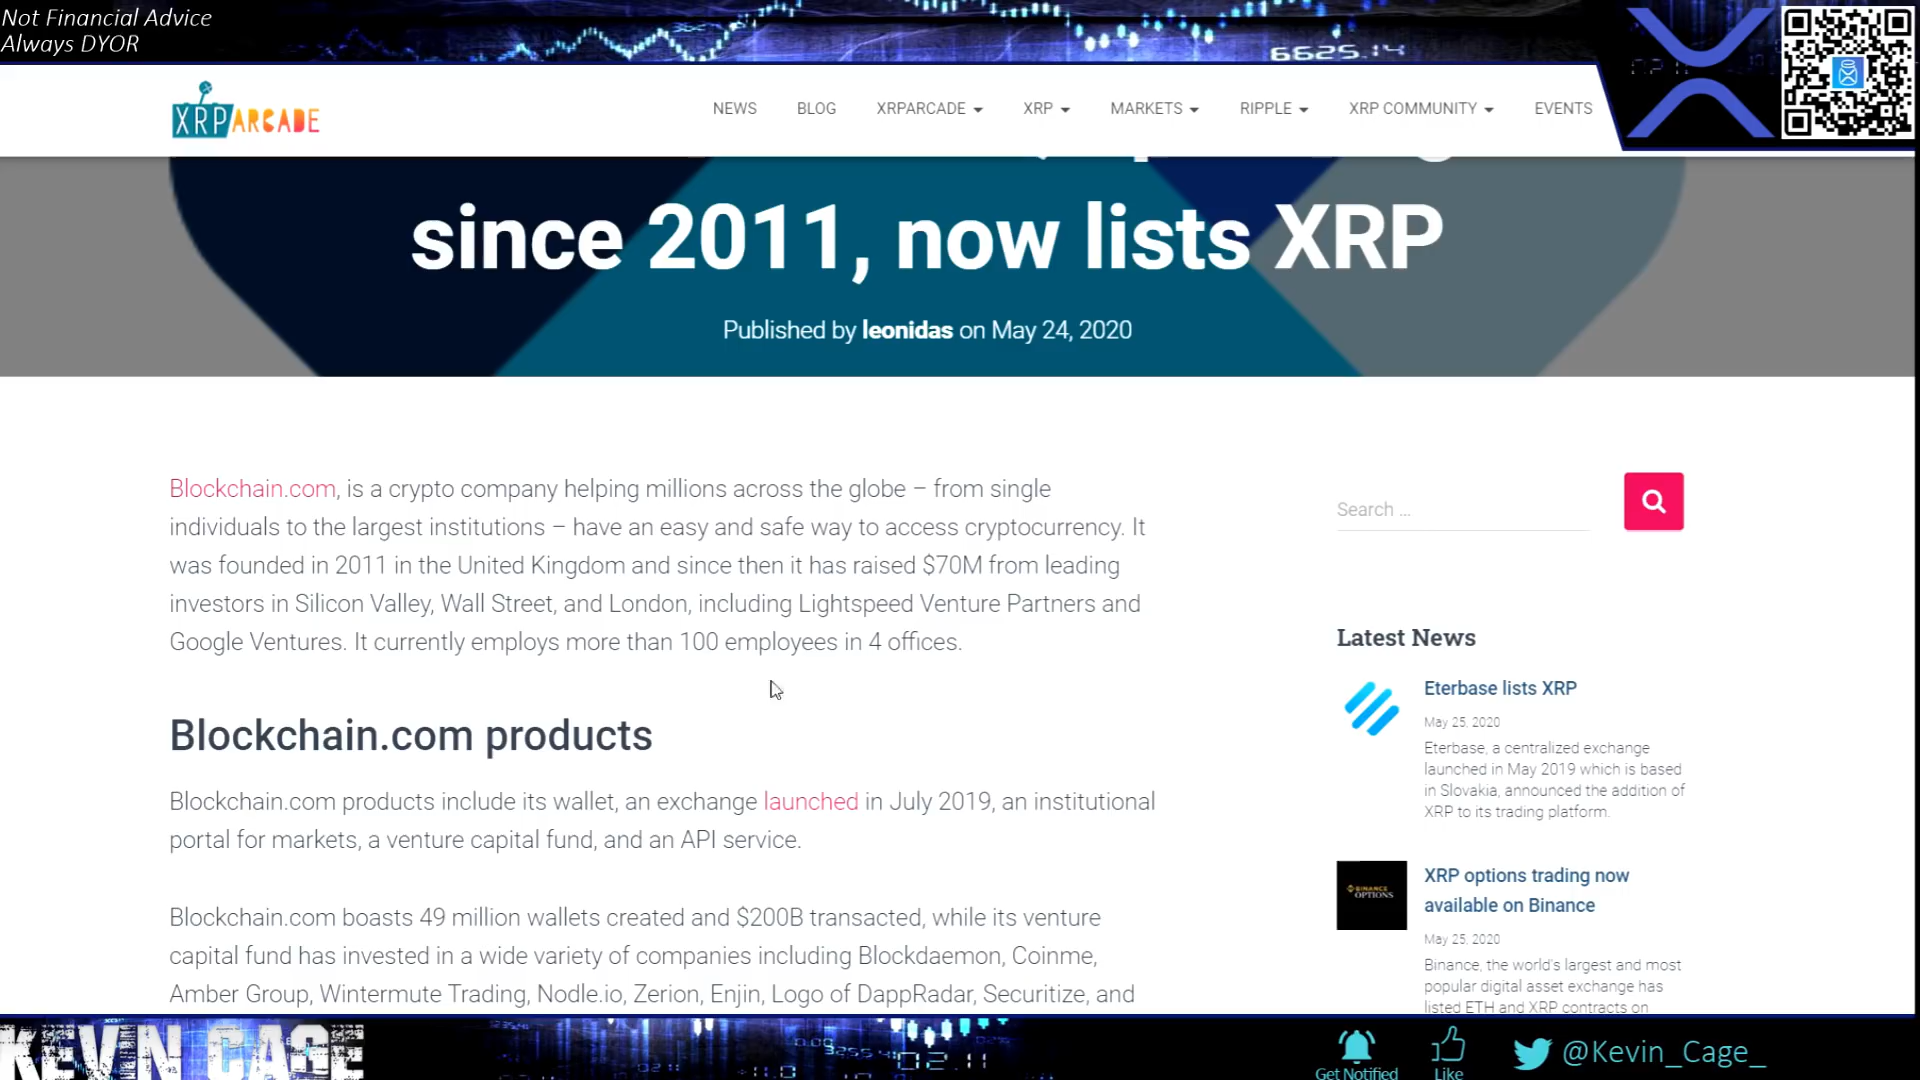 Not Financial Advice
Always DYOR
6625.14
XRPARCADE
NEWS BLOG XRPARCADE XRP MARKETS RIPPLE XRP COMMUNITY EVENTS
since 2011, now lists XRP
Published by leonidas on May 24, 2020
Blockchain.com, is a crypto company helping millions across the globe – from single
individuals to the largest institutions – have an easy and safe way to access cryptocurrency. It
was founded in 2011 in the United Kingdom and since then it has raised $70M from leading
investors in Silicon Valley, Wall Street, and London, including Lightspeed Venture Partners and
Google Ventures. It currently employs more than 100 employees in 4 offices.
Blockchain.com products
Blockchain.com products include its wallet, an exchange launched in July 2019, an institutional
portal for markets, a venture capital fund, and an API service.
Blockchain.com boasts 49 million wallets created and $200B transacted, while its venture
capital fund has invested in a wide variety of companies including Blockdaemon, Coinme,
Amber Group, Wintermute Trading, Nodle.io, Zerion, Enjin, Logo of DappRadar, Securitize, and
Search ...
Latest News
Eterbase lists XRP
May 25, 2020
Eterbase, a centralized exchange
launched in May 2019 which is based
in Slovakia, announced the addition of
XRP to its trading platform.
BINANCE
OPTIONS
XRP options trading now
available on Binance
May 25, 2020
Binance, the world's largest and most
popular digital asset exchange has
listed ETH and XRP contracts on
KEVIN CAGE
02.11
Get Notified
Like
@Kevin_Cage_